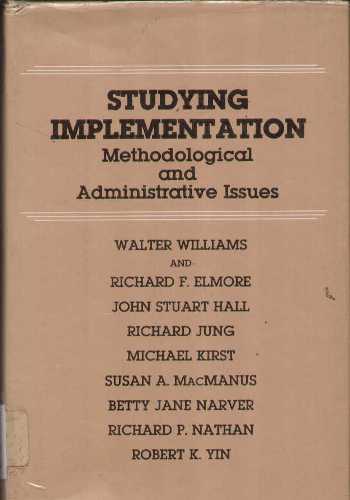 STUDYING
IMPLEMENTATION
Methodological
and
Administrative Issues
WALTER WILLIAMS
AND
RICHARD F. ELMORE
JOHN STUART HALL
RICHARD JUNG
MICHAEL KIRST
SUSAN A. MACMANUS
BETTY JANE NARVER
RICHARD P. NATHAN
ROBERT K. YIN